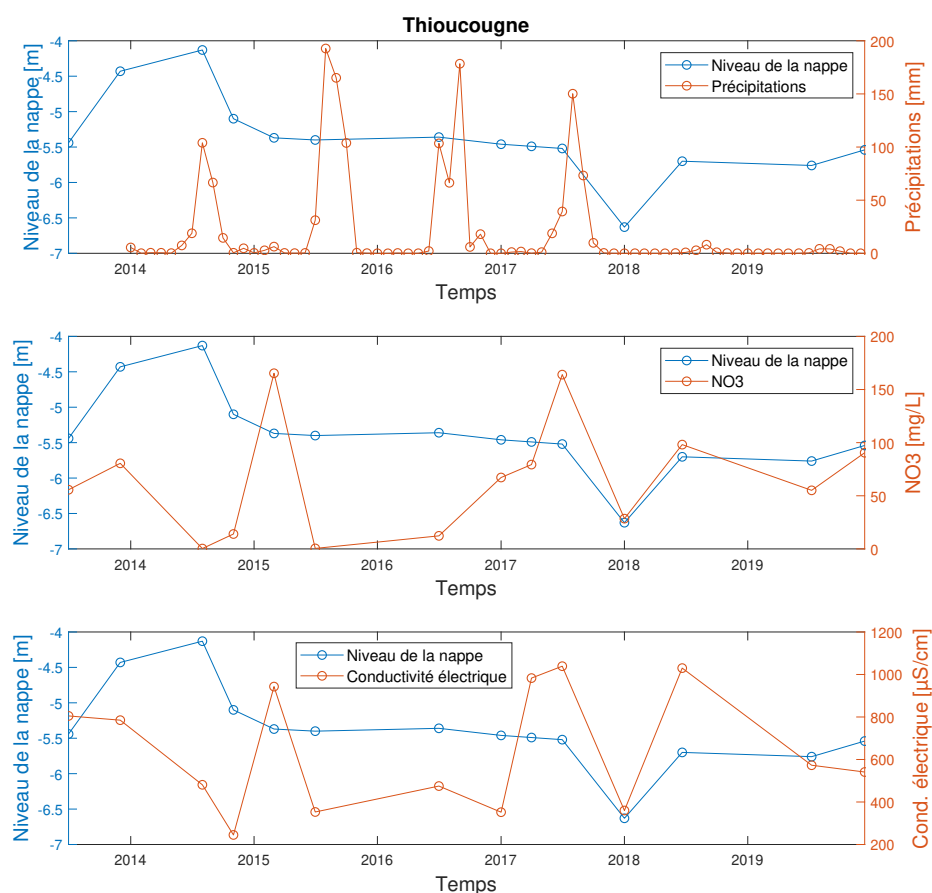 Thioucougne
Niveau de la nappe [m]
-4
-4.5
-5
-5.5
-6
-6.5
-7
Niveau de la nappe
Précipitations
200
150
100
50
0
Précipitations [mm]
2014 2015 2016 2017 2018 2019
Temps
Niveau de la nappe [m]
-4
-4.5
-5
-5.5
-6
-6.5
-7
Niveau de la nappe
NO3
200
150
100
50
0
NO3 [mg/L]
2014 2015 2016 2017 2018 2019
Temps
Niveau de la nappe [m]
-4
-4.5
-5
-5.5
-6
-6.5
-7
Niveau de la nappe
Conductivité électrique
1200
1000
800
600
400
200
Cond. électrique [µS/cm]
2014 2015 2016 2017 2018 2019
Temps